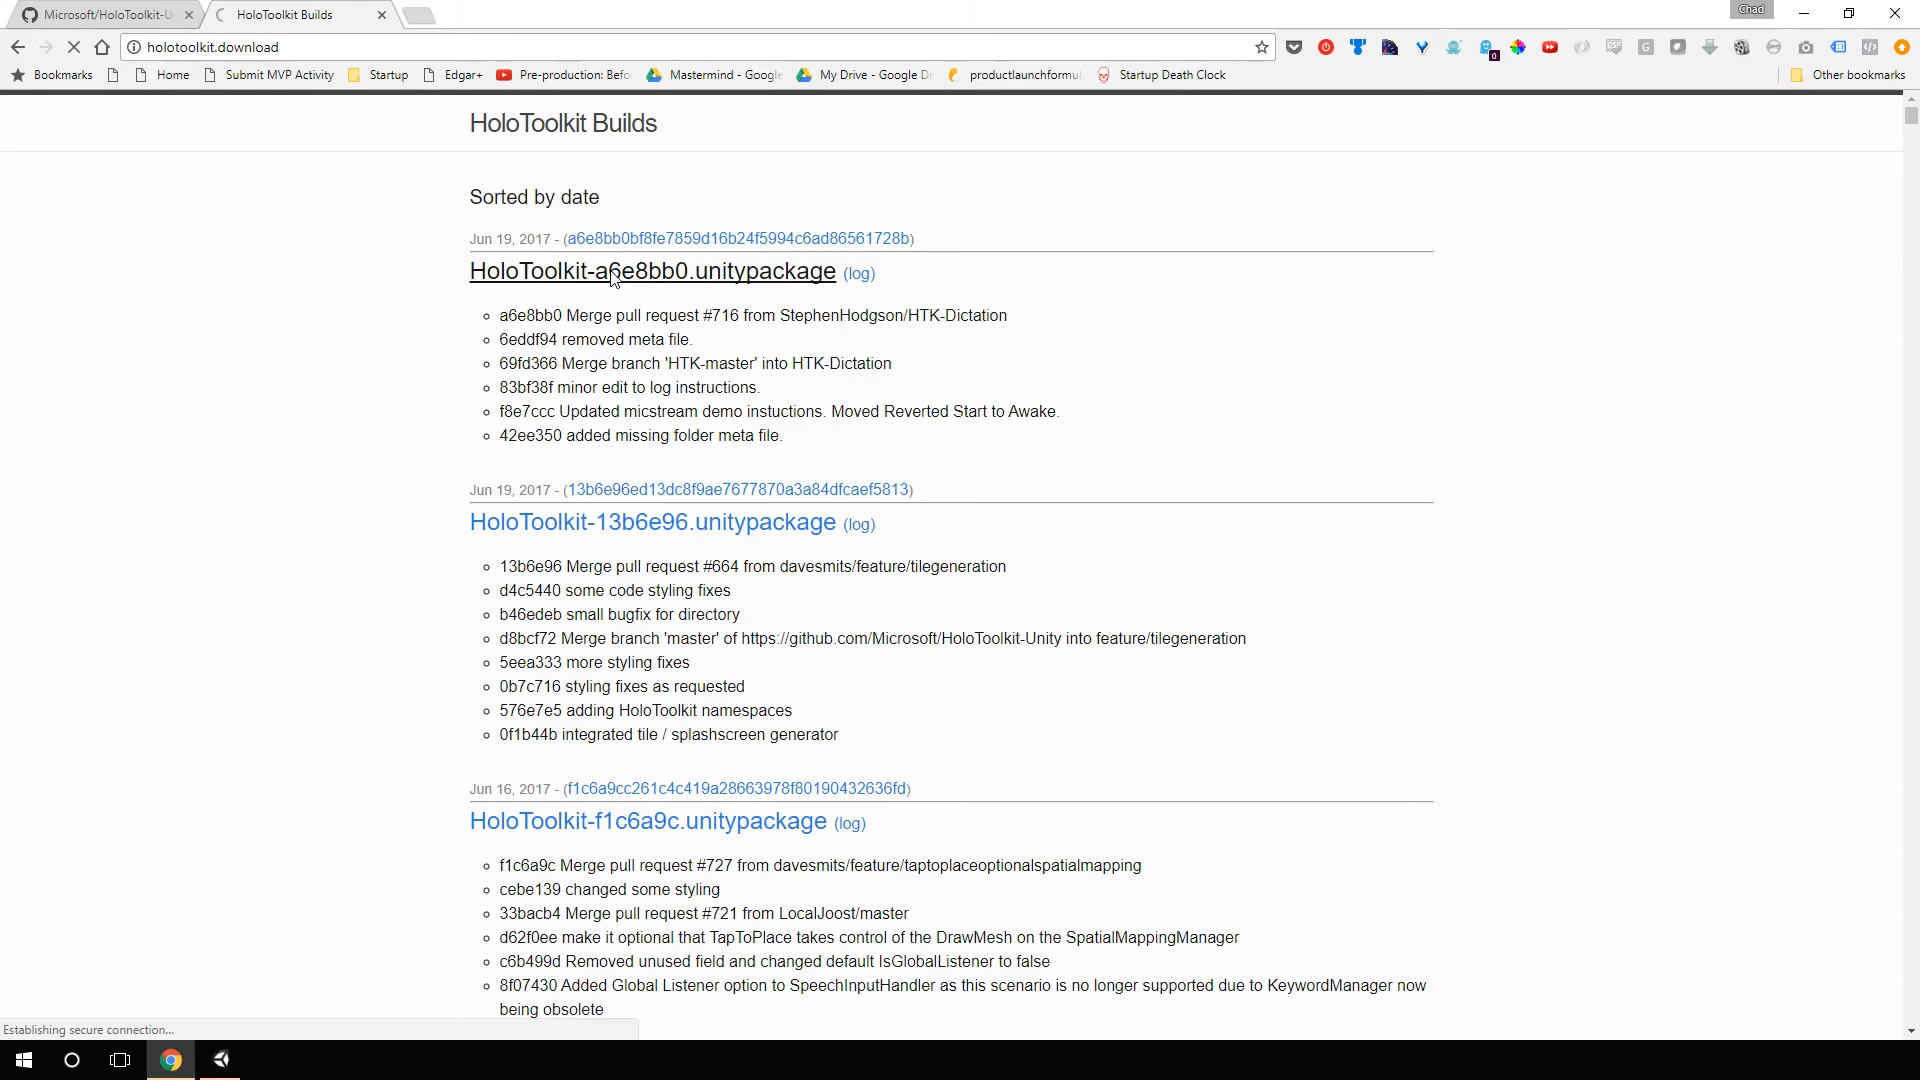 Microsoft/HoloToolkit-U
HoloToolkit Builds
Chad
holotoolkit.download
Bookmarks
Home
Submit MVP Activity
Startup
Edgar+
Pre-production: Befo
Mastermind - Google
My Drive - Google Dr
productlaunchformul
Startup Death Clock
Other bookmarks
HoloToolkit Builds
Sorted by date
Jun 19, 2017 - (a6e8bb0bf8fe7859d16b24f5994c6ad86561728b)
HoloToolkit-a6e8bb0.unitypackage (log)
a6e8bb0 Merge pull request #716 from StephenHodgson/HTK-Dictation
6eddf94 removed meta file.
69fd366 Merge branch 'HTK-master' into HTK-Dictation
83bf38f minor edit to log instructions.
f8e7ccc Updated micstream demo instuctions. Moved Reverted Start to Awake.
42ee350 added missing folder meta file.
Jun 19, 2017 - (13b6e96ed13dc8f9ae7677870a3a84dfcaef5813)
HoloToolkit-13b6e96.unitypackage (log)
13b6e96 Merge pull request #664 from davesmits/feature/tilegeneration
d4c5440 some code styling fixes
b46edeb small bugfix for directory
d8bcf72 Merge branch 'master' of https://github.com/Microsoft/HoloToolkit-Unity into feature/tilegeneration
5eea333 more styling fixes
0b7c716 styling fixes as requested
576e7e5 adding HoloToolkit namespaces
0f1b44b integrated tile / splashscreen generator
Jun 16, 2017 - (f1c6a9cc261c4c419a28663978f80190432636fd)
HoloToolkit-f1c6a9c.unitypackage (log)
f1c6a9c Merge pull request #727 from davesmits/feature/taptoplaceoptionalspatialmapping
cebe139 changed some styling
33bacb4 Merge pull request #721 from LocalJoost/master
d62f0ee make it optional that TapToPlace takes control of the DrawMesh on the SpatialMappingManager
c6b499d Removed unused field and changed default IsGlobalListener to false
8f07430 Added Global Listener option to SpeechInputHandler as this scenario is no longer supported due to KeywordManager now
being obsolete
Establishing secure connection...